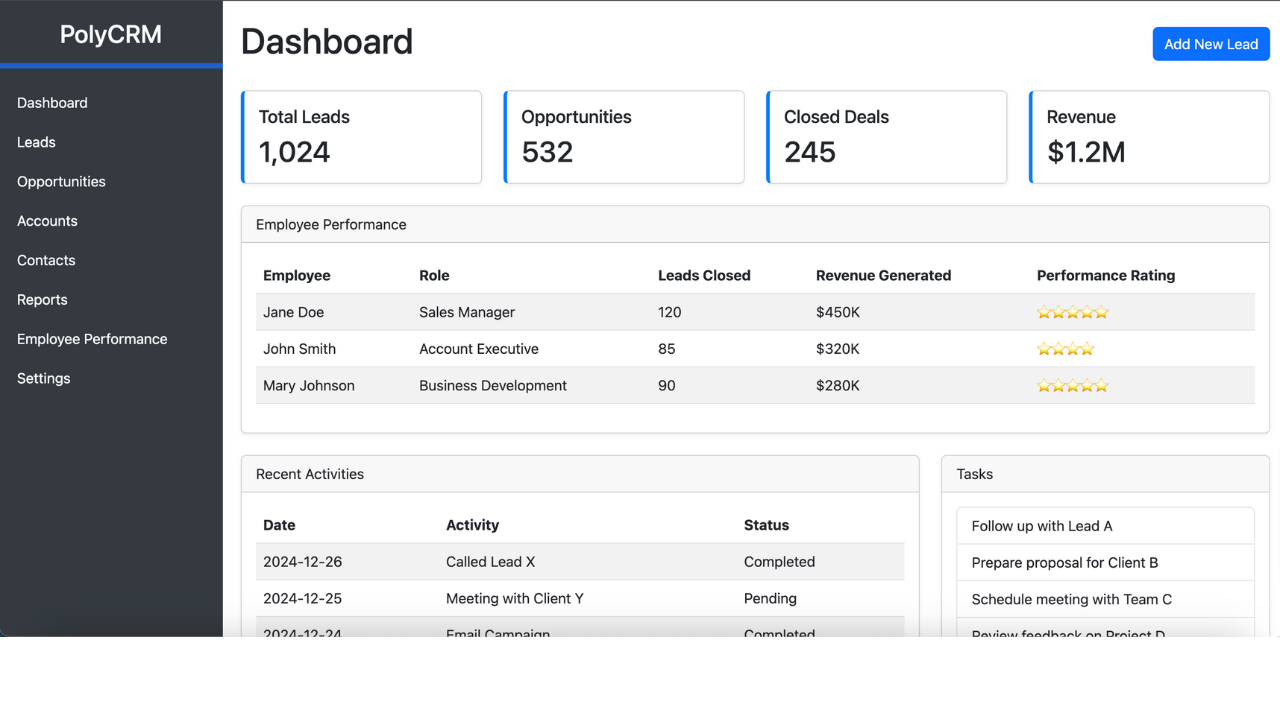 PolyCRM
Dashboard
Leads
Opportunities
Accounts
Contacts
Reports
Employee Performance
Settings
Dashboard
Add New Lead
Total Leads
1,024
Opportunities
532
Closed Deals
245
Revenue
$1.2M
Employee Performance
Employee Role Leads Closed Revenue Generated Performance Rating
Jane Doe Sales Manager 120 $450K ⭐⭐⭐⭐⭐
John Smith Account Executive 85 $320K ⭐⭐⭐⭐
Mary Johnson Business Development 90 $280K ⭐⭐⭐⭐⭐
Recent Activities
Date Activity Status
2024-12-26 Called Lead X Completed
2024-12-25 Meeting with Client Y Pending
2024-12-24 Email Campaign Completed
Tasks
Follow up with Lead A
Prepare proposal for Client B
Schedule meeting with Team C
Review feedback on Project D